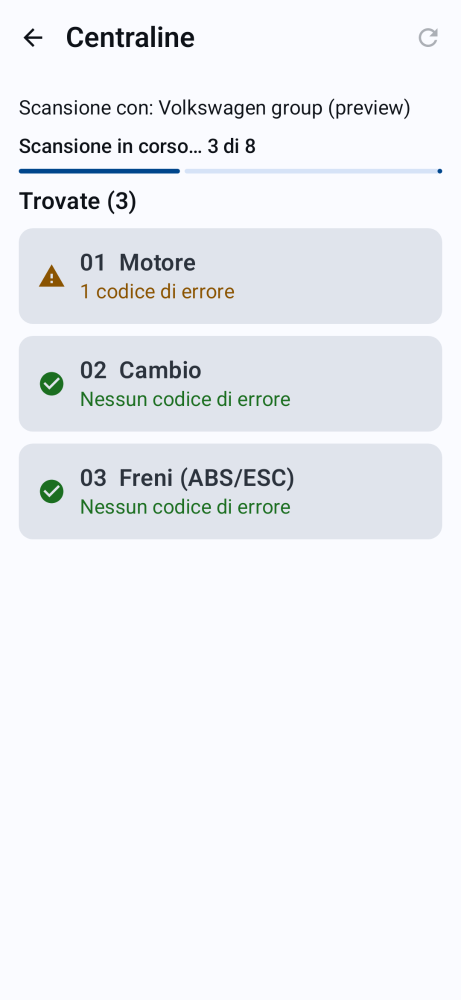 Centraline
Scansione con: Volkswagen group (preview)
Scansione in corso… 3 di 8
Trovate (3)
01 Motore
1 codice di errore
02 Cambio
Nessun codice di errore
03 Freni (ABS/ESC)
Nessun codice di errore